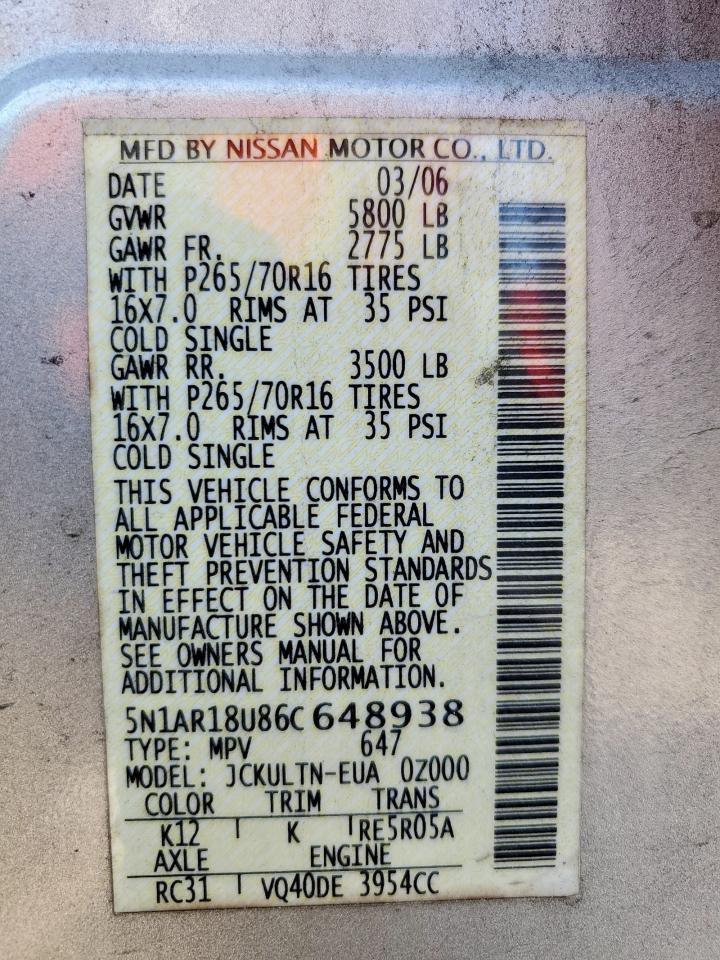 MFD BY NISSAN MOTOR CO., LTD.
DATE 03/06
GVWR 5800 LB
GAWR FR. 2775 LB
WITH P265/70R16 TIRES
16X7.0 RIMS AT 35 PSI
COLD SINGLE
GAWR RR. 3500 LB
WITH P265/70R16 TIRES
16X7.0 RIMS AT 35 PSI
COLD SINGLE
THIS VEHICLE CONFORMS TO
ALL APPLICABLE FEDERAL
MOTOR VEHICLE SAFETY AND
THEFT PREVENTION STANDARDS
IN EFFECT ON THE DATE OF
MANUFACTURE SHOWN ABOVE.
SEE OWNERS MANUAL FOR
ADDITIONAL INFORMATION.
5N1AR18U86C648938
TYPE: MPV 647
MODEL: JCKULTN-EUA 0Z000
COLOR TRIM TRANS
K12 K RE5R05A
AXLE ENGINE
RC31 VQ40DE 3954CC